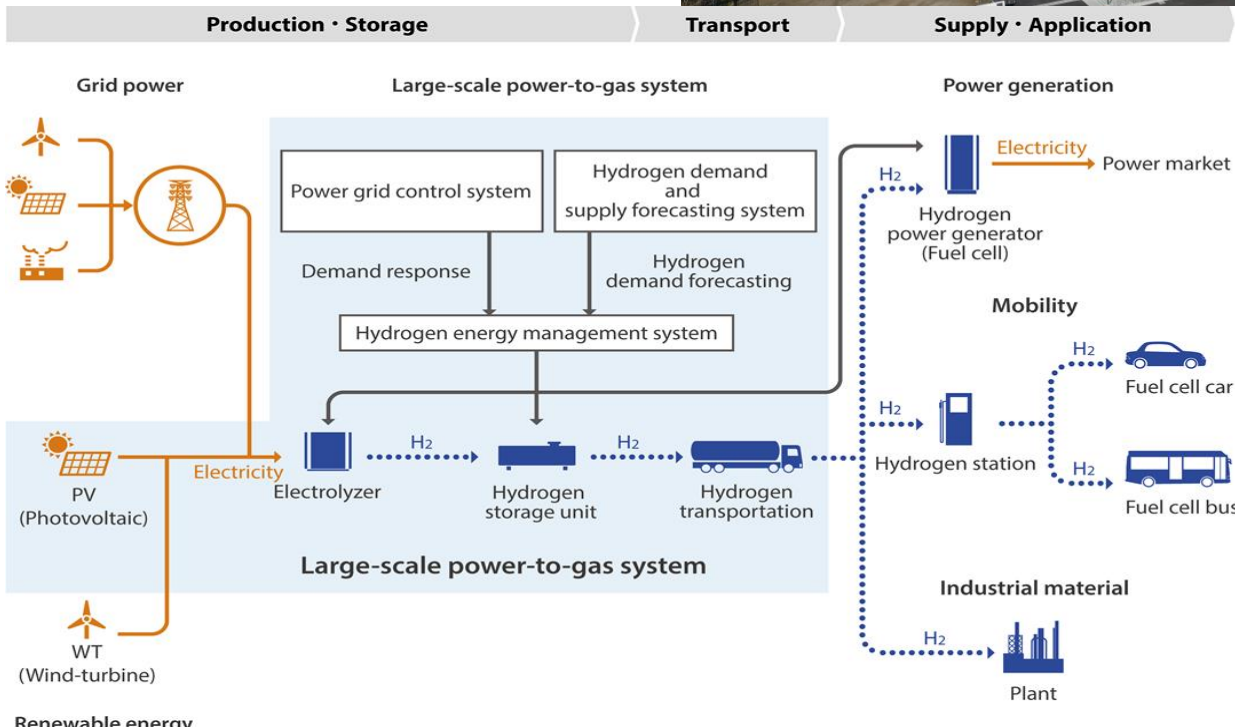 Production・Storage
Transport
Supply・Application
Grid power
Large-scale power-to-gas system
Power generation
Power grid control system
Hydrogen demand
and
supply forecasting system
Electricity
Power market
H2
Hydrogen
power generator
(Fuel cell)
Demand response
Hydrogen
demand forecasting
Hydrogen energy management system
Mobility
H2
Fuel cell car
H2
Hydrogen station
H2
Fuel cell bus
PV
(Photovoltaic)
Electricity
Electrolyzer
H2
Hydrogen
storage unit
H2
Hydrogen
transportation
Large-scale power-to-gas system
Industrial material
H2
Plant
WT
(Wind-turbine)
Renewable energy